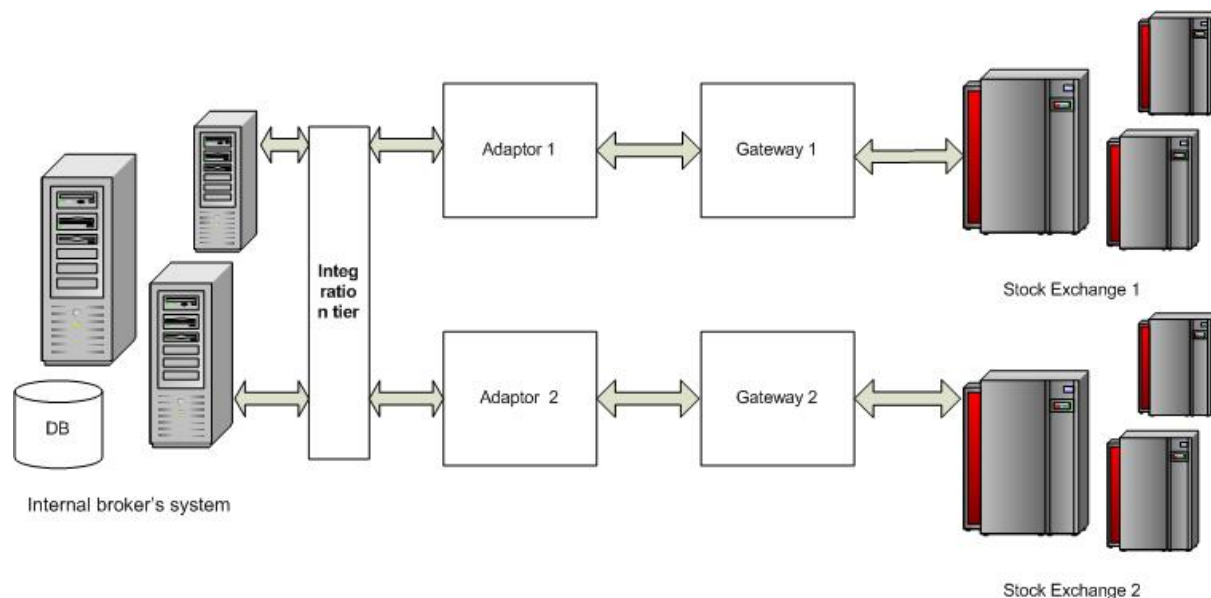 Adaptor 1
Gateway 1
Integ
ratio
n tier
Stock Exchange 1
Adaptor 2
Gateway 2
DB
Internal broker's system
Stock Exchange 2